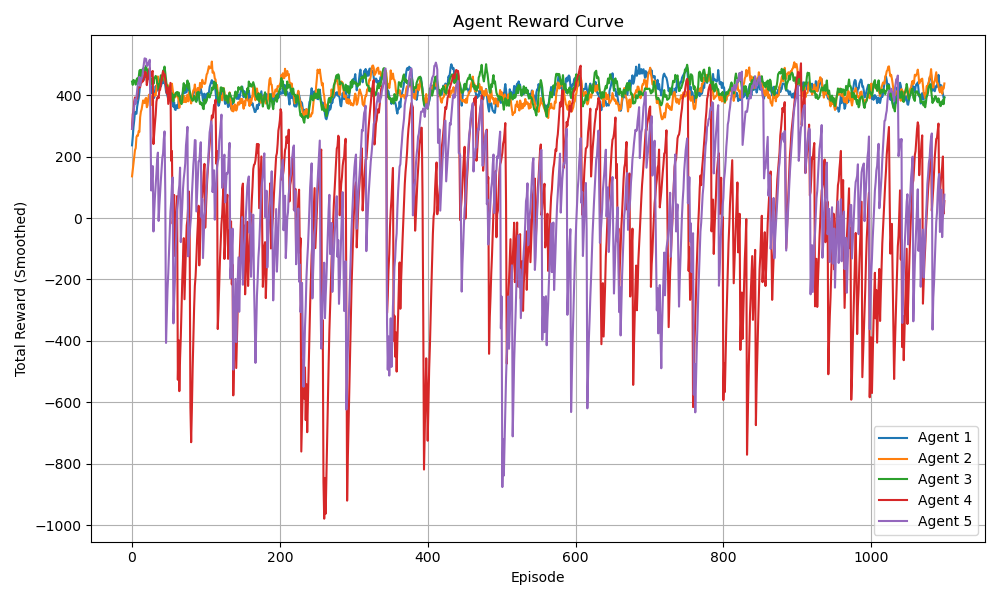 Agent Reward Curve
Total Reward (Smoothed)
400
200
0
−200
−400
−600
−800
−1000
0 200 400 600 800 1000
Episode
Agent 1
Agent 2
Agent 3
Agent 4
Agent 5